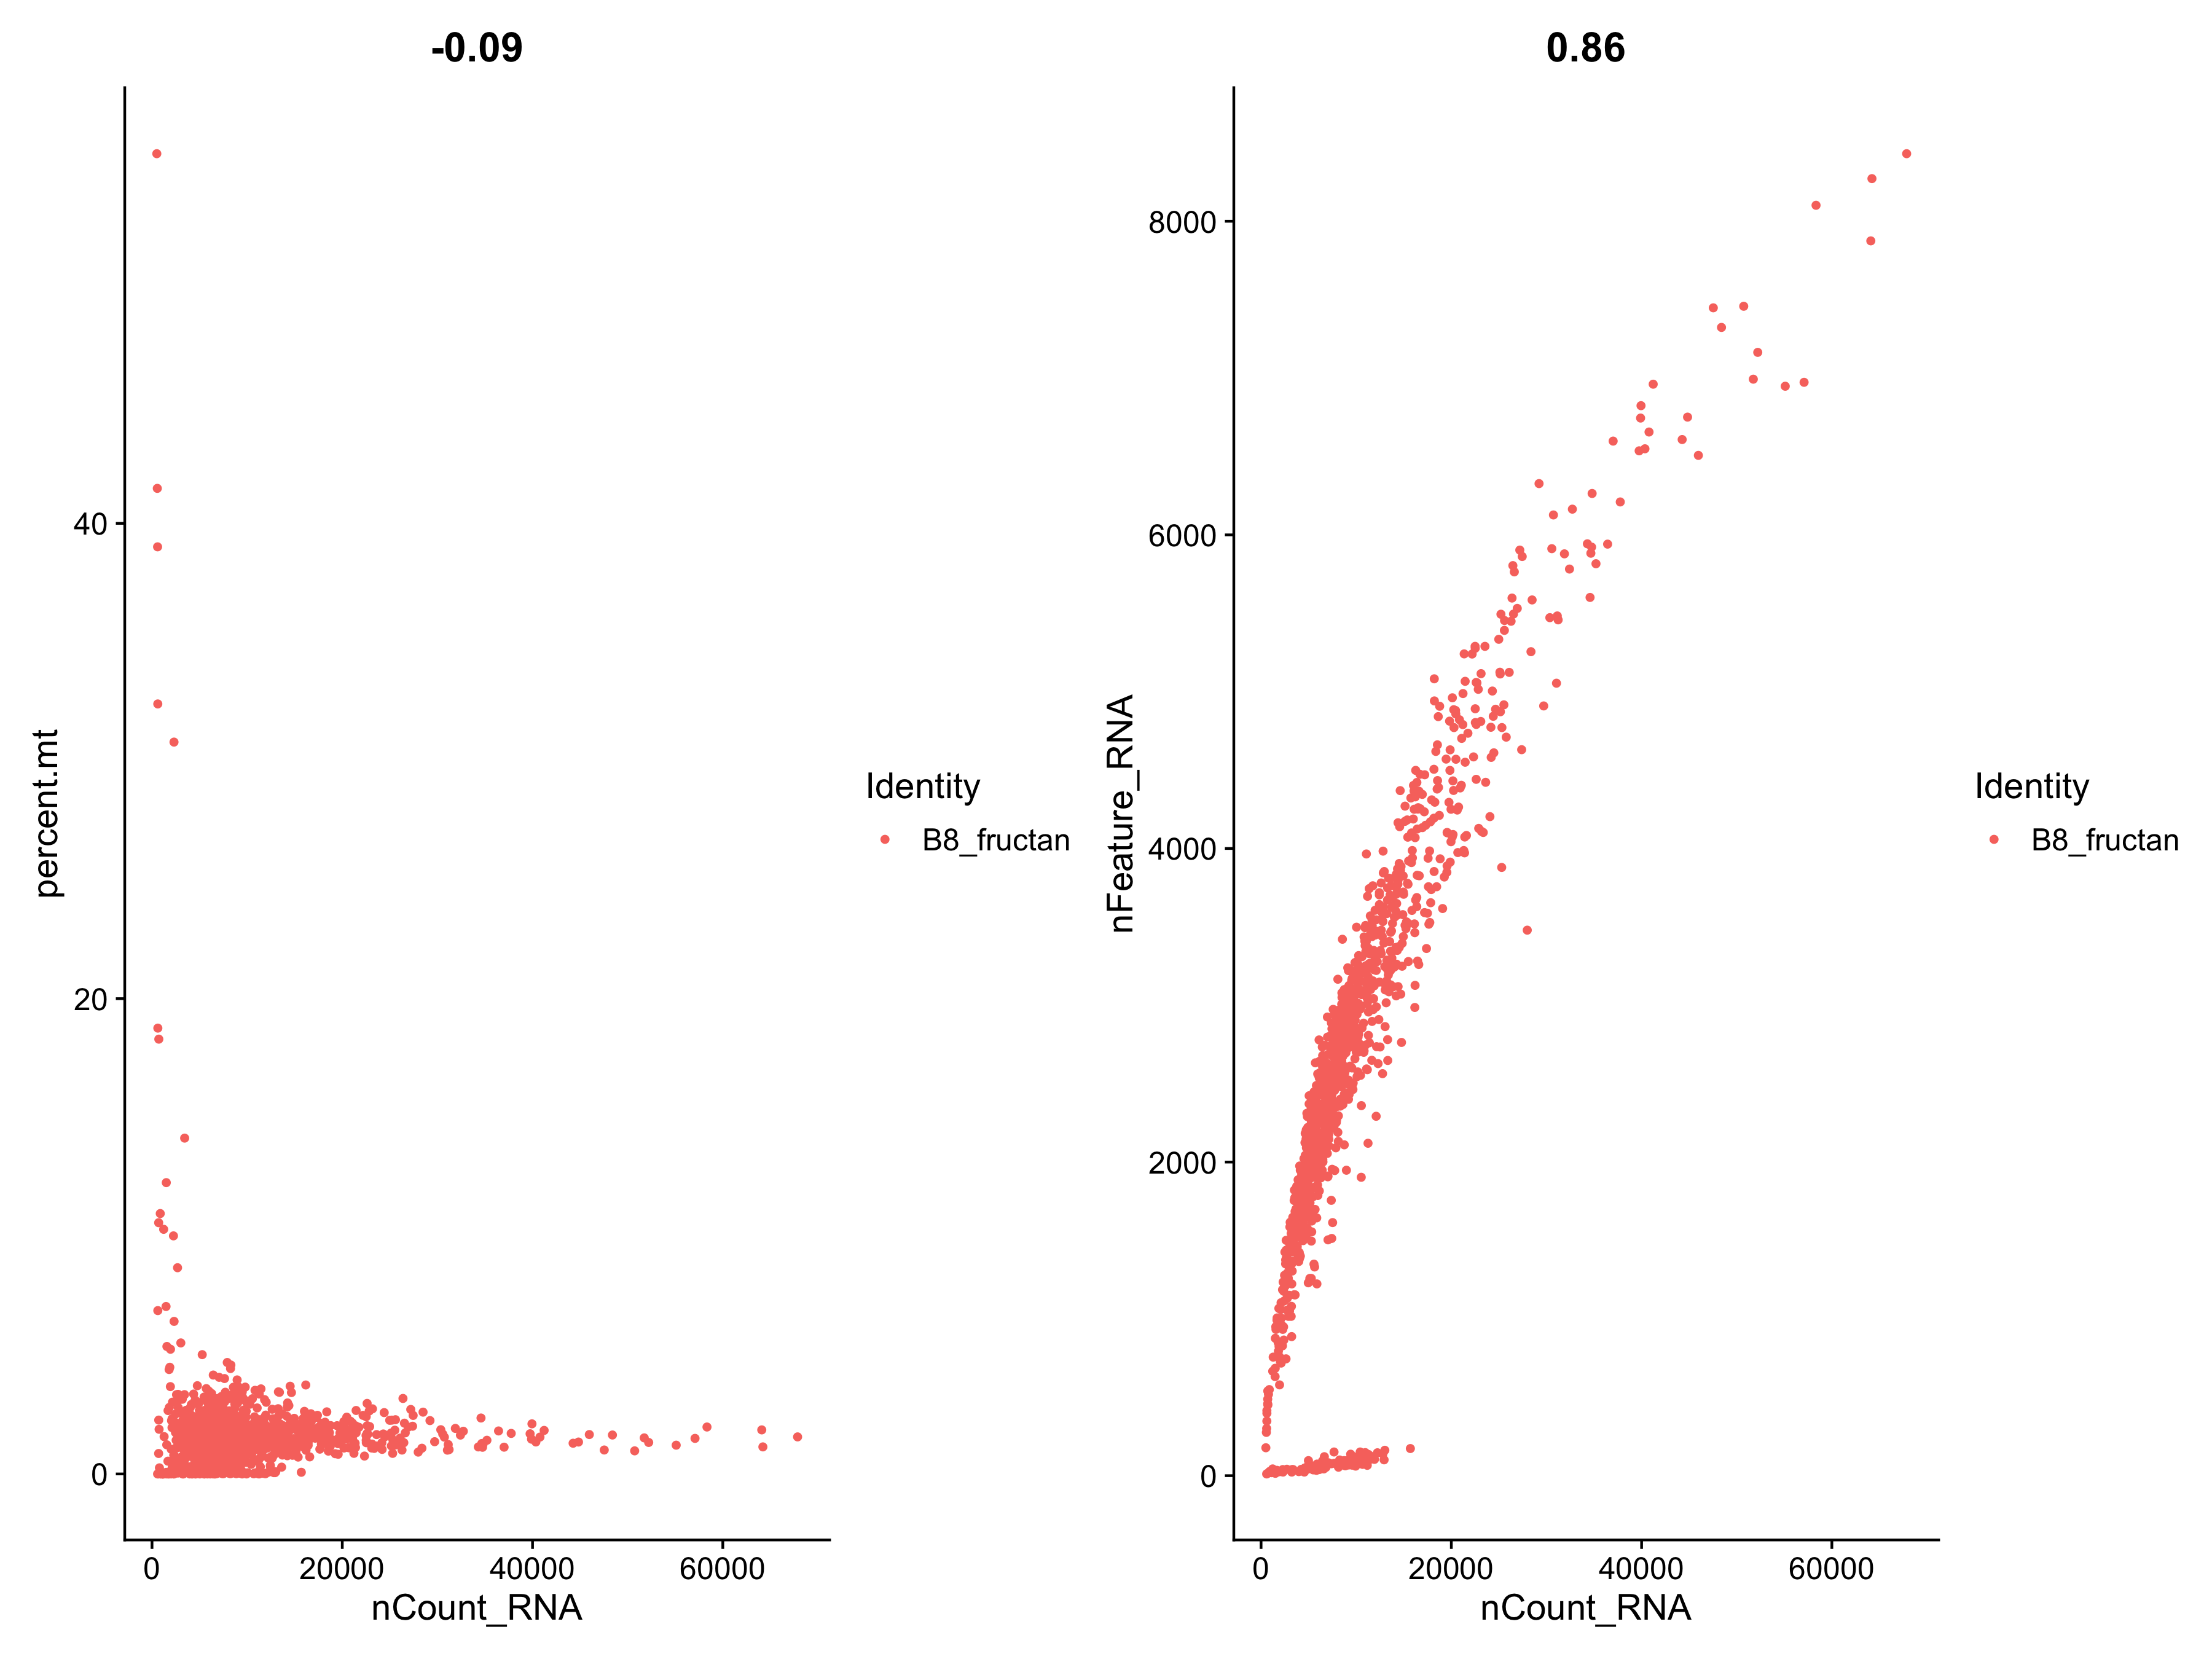 -0.09
percent.mt
40
20
0
0 20000 40000 60000
nCount_RNA
Identity
B8_fructan
0.86
nFeature_RNA
8000
6000
4000
2000
0
0 20000 40000 60000
nCount_RNA
Identity
B8_fructan